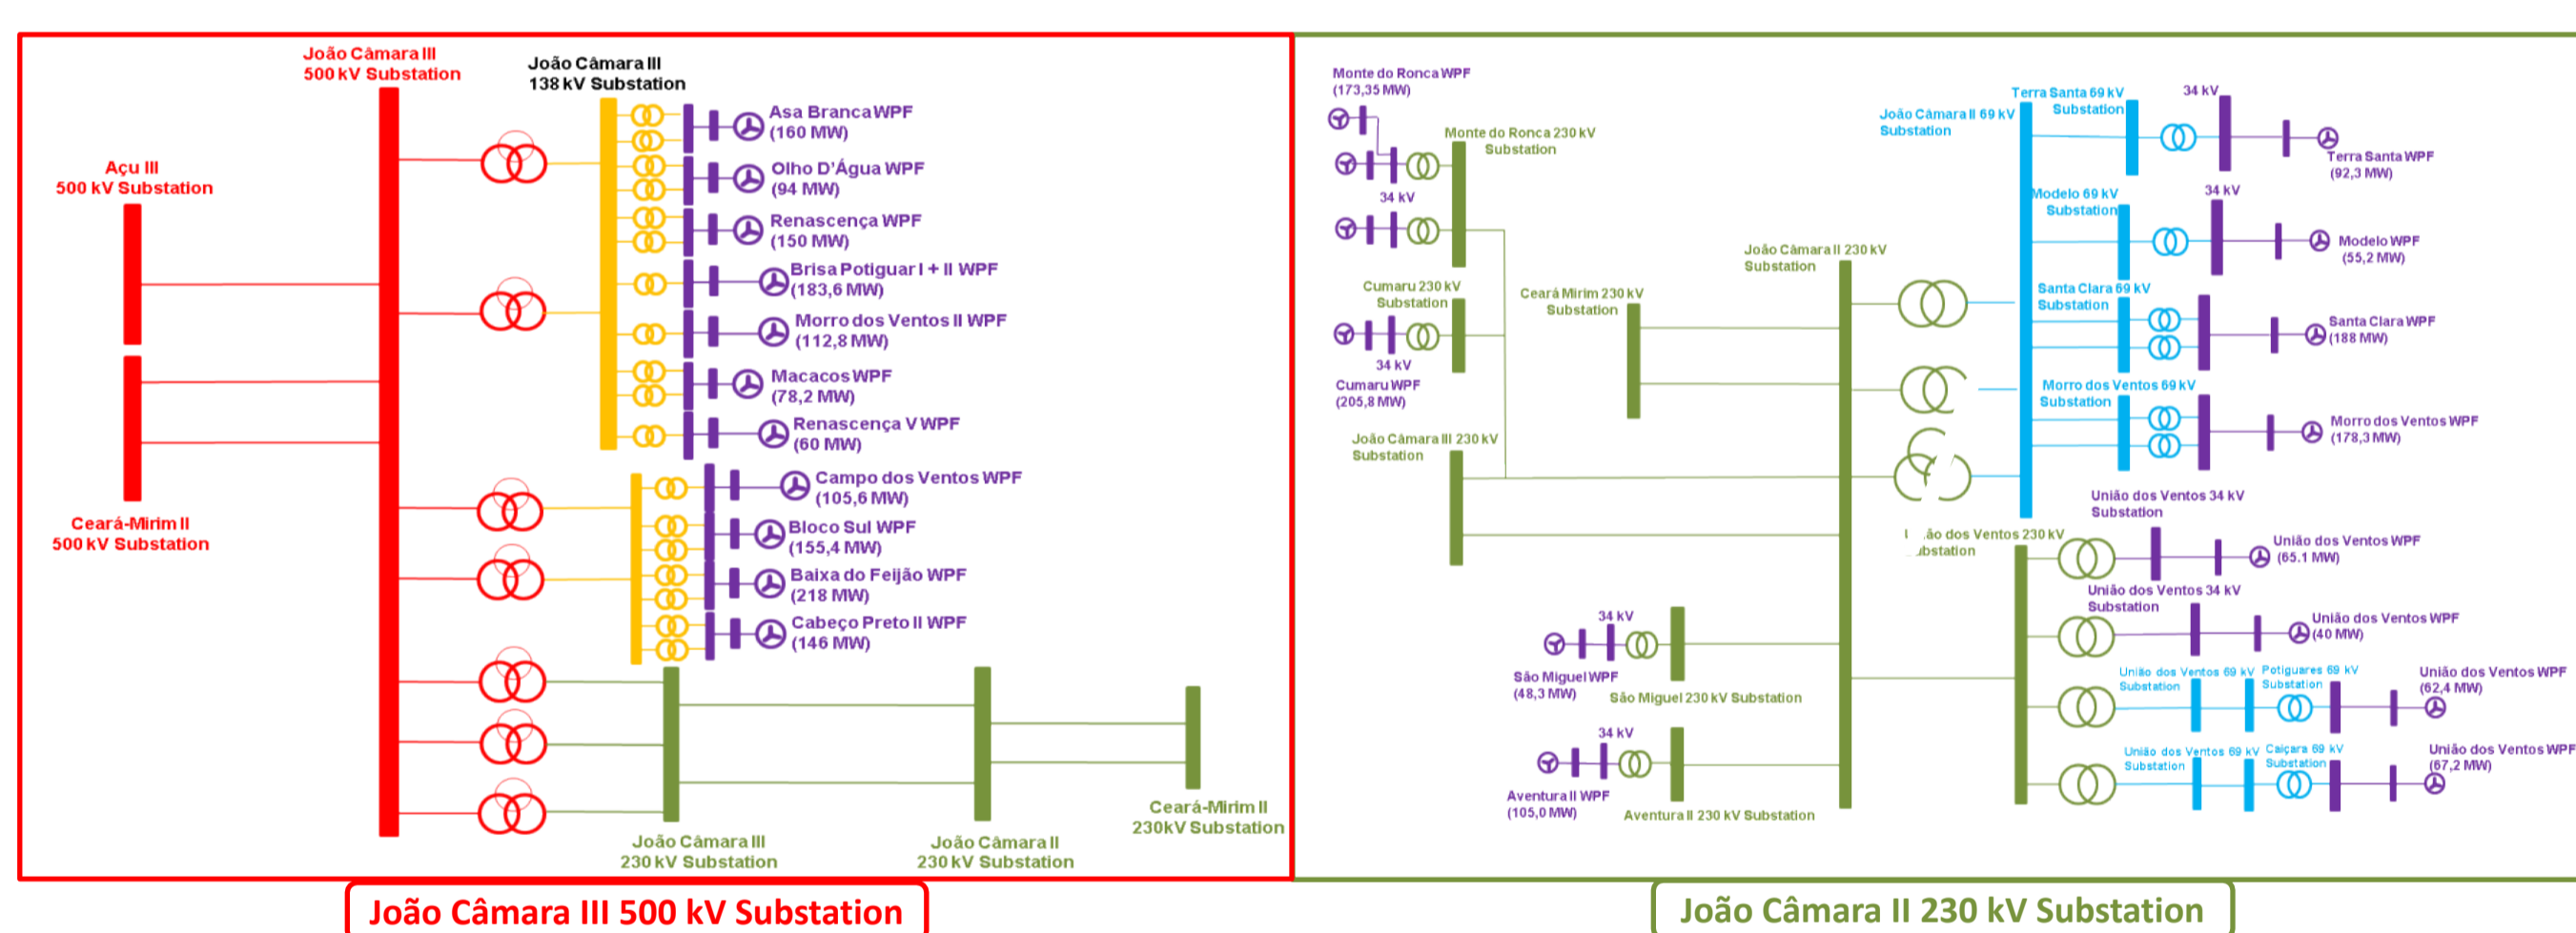 João Câmara III
500 kV Substation
João Câmara III
138 kV Substation
Açu III
500 kV Substation
Ceará-Mirim II
500 kV Substation
Asa Branca WPF
(160 MW)
Olho D'Água WPF
(94 MW)
Renascença WPF
(150 MW)
Brisa Potiguar I + II WPF
(183,6 MW)
Morro dos Ventos II WPF
(112,8 MW)
Macacos WPF
(78,2 MW)
Renascença V WPF
(60 MW)
Campo dos Ventos WPF
(105,6 MW)
Bloco Sul WPF
(155,4 MW)
Baixa do Feijão WPF
(218 MW)
Cabeço Preto II WPF
(146 MW)
João Câmara III
230 kV Substation
João Câmara II
230 kV Substation
Ceará-Mirim II
230kV Substation
João Câmara III 500 kV Substation
Monte do Ronca WPF
(173,35 MW)
Monte do Ronca 230 kV
Substation
34 kV
Cumaru 230 kV
Substation
34 kV
Cumaru WPF
(205,8 MW)
Ceará Mirim 230 kV
Substation
João Câmara III 230 kV
Substation
João Câmara II 230 kV
Substation
34 kV
São Miguel WPF
(48,3 MW)
São Miguel 230 kV Substation
34 kV
Aventura II WPF
(105,0 MW)
Aventura II 230 kV Substation
João Câmara II 69 kV
Substation
Terra Santa 69 kV
Substation
34 kV
Terra Santa WPF
(92,3 MW)
Modelo 69 kV
Substation
34 kV
Modelo WPF
(55,2 MW)
Santa Clara 69 kV
Substation
Santa Clara WPF
(188 MW)
Morro dos Ventos 69 kV
Substation
Morro dos Ventos WPF
(178,3 MW)
dos Ventos 230 kV
União dos Ventos 34 kV
Substation
União dos Ventos WPF
(65.1 MW)
União dos Ventos 34 kV
Substation
União dos Ventos WPF
(40 MW)
União dos Ventos 69 kV
Substation
Potiguares 69 kV
Substation
União dos Ventos WPF
(62,4 MW)
União dos Ventos 69 kV
Substation
Caiçara 69 kV
Substation
União dos Ventos WPF
(67,2 MW)
João Câmara II 230 kV Substation